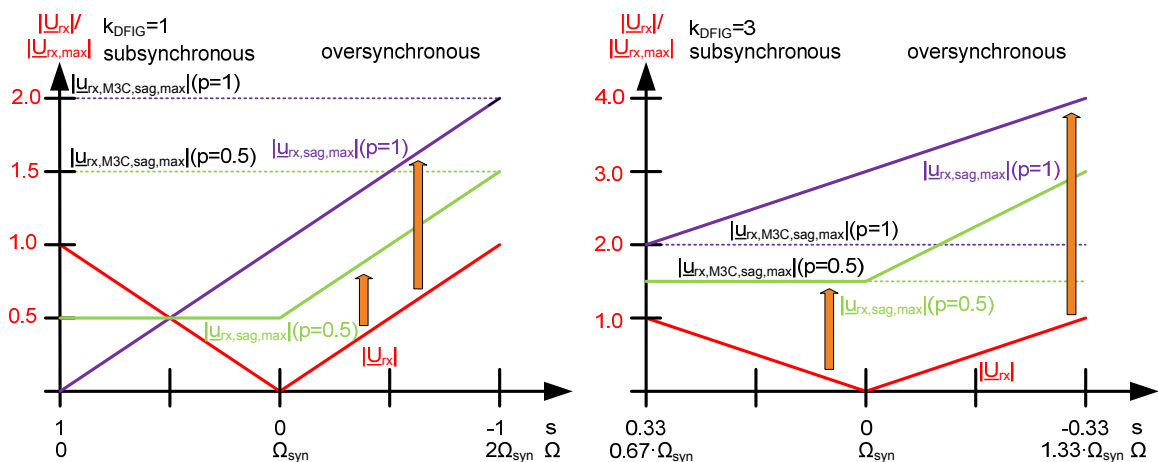 |U_rx|/
|U_rx,max|
k_DFIG=1
subsynchronous
oversynchronous
|u_rx,M3C,sag,max|(p=1)
2.0
|u_rx,M3C,sag,max|(p=0.5)
|u_rx,sag,max|(p=1)
1.5
1.0
0.5
|u_rx,sag,max|(p=0.5)
|U_rx|
1 0 -1 s
0 Ω_syn 2Ω_syn Ω
|U_rx|/
|U_rx,max|
k_DFIG=3
subsynchronous
oversynchronous
4.0
3.0
|u_rx,sag,max|(p=1)
|u_rx,M3C,sag,max|(p=1)
2.0
|u_rx,M3C,sag,max|(p=0.5)
|u_rx,sag,max|(p=0.5)
1.0
|U_rx|
0.33 0 -0.33 s
0.67·Ω_syn Ω_syn 1.33·Ω_syn Ω